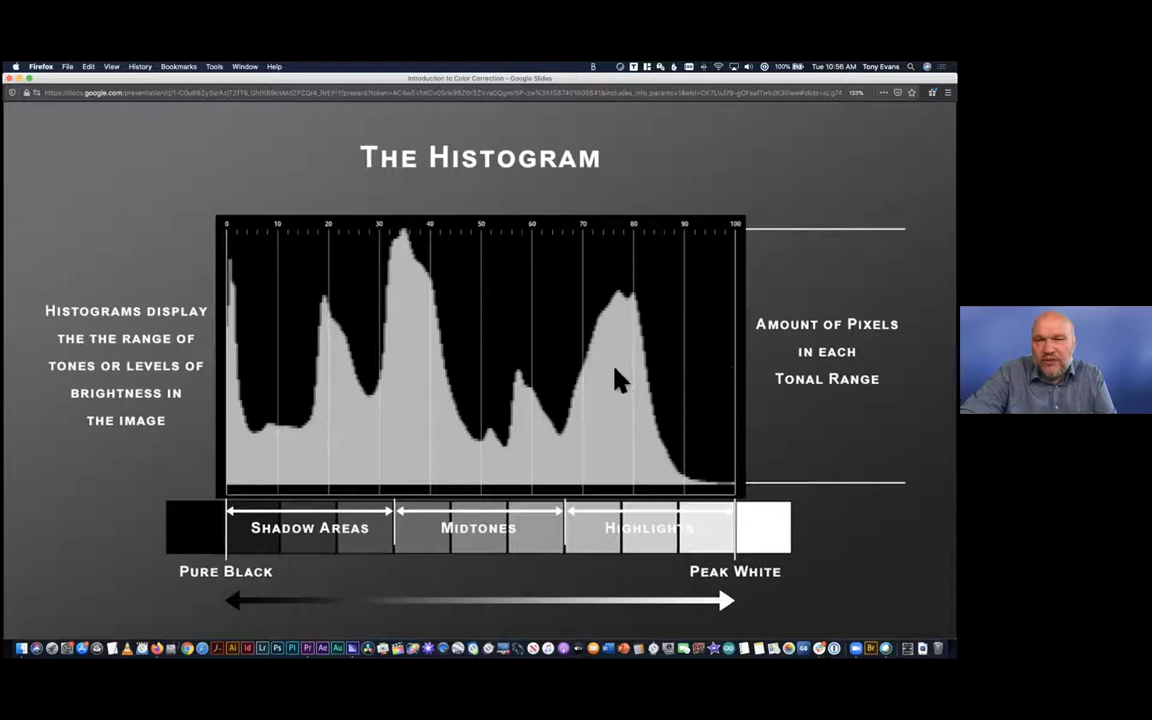 Firefox File Edit View History Bookmarks Tools Window Help 100% Tue 10:56 AM Tony Evans
Introduction to Color Correction - Google Slides
133%
The Histogram
0 10 20 30 40 50 60 70 80 90 100
Histograms display
the the range of
tones or levels of
brightness in
the image
Amount of Pixels
in each
Tonal Range
Shadow Areas Midtones Highlights
Pure Black Peak White